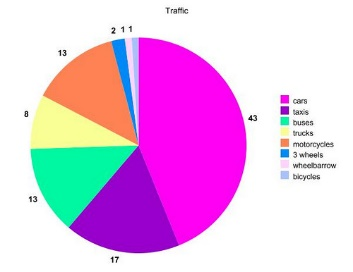 Traffic
2 1 1
13
8
43
13
17
cars
taxis
buses
trucks
motorcycles
3 wheels
wheelbarrow
bicycles